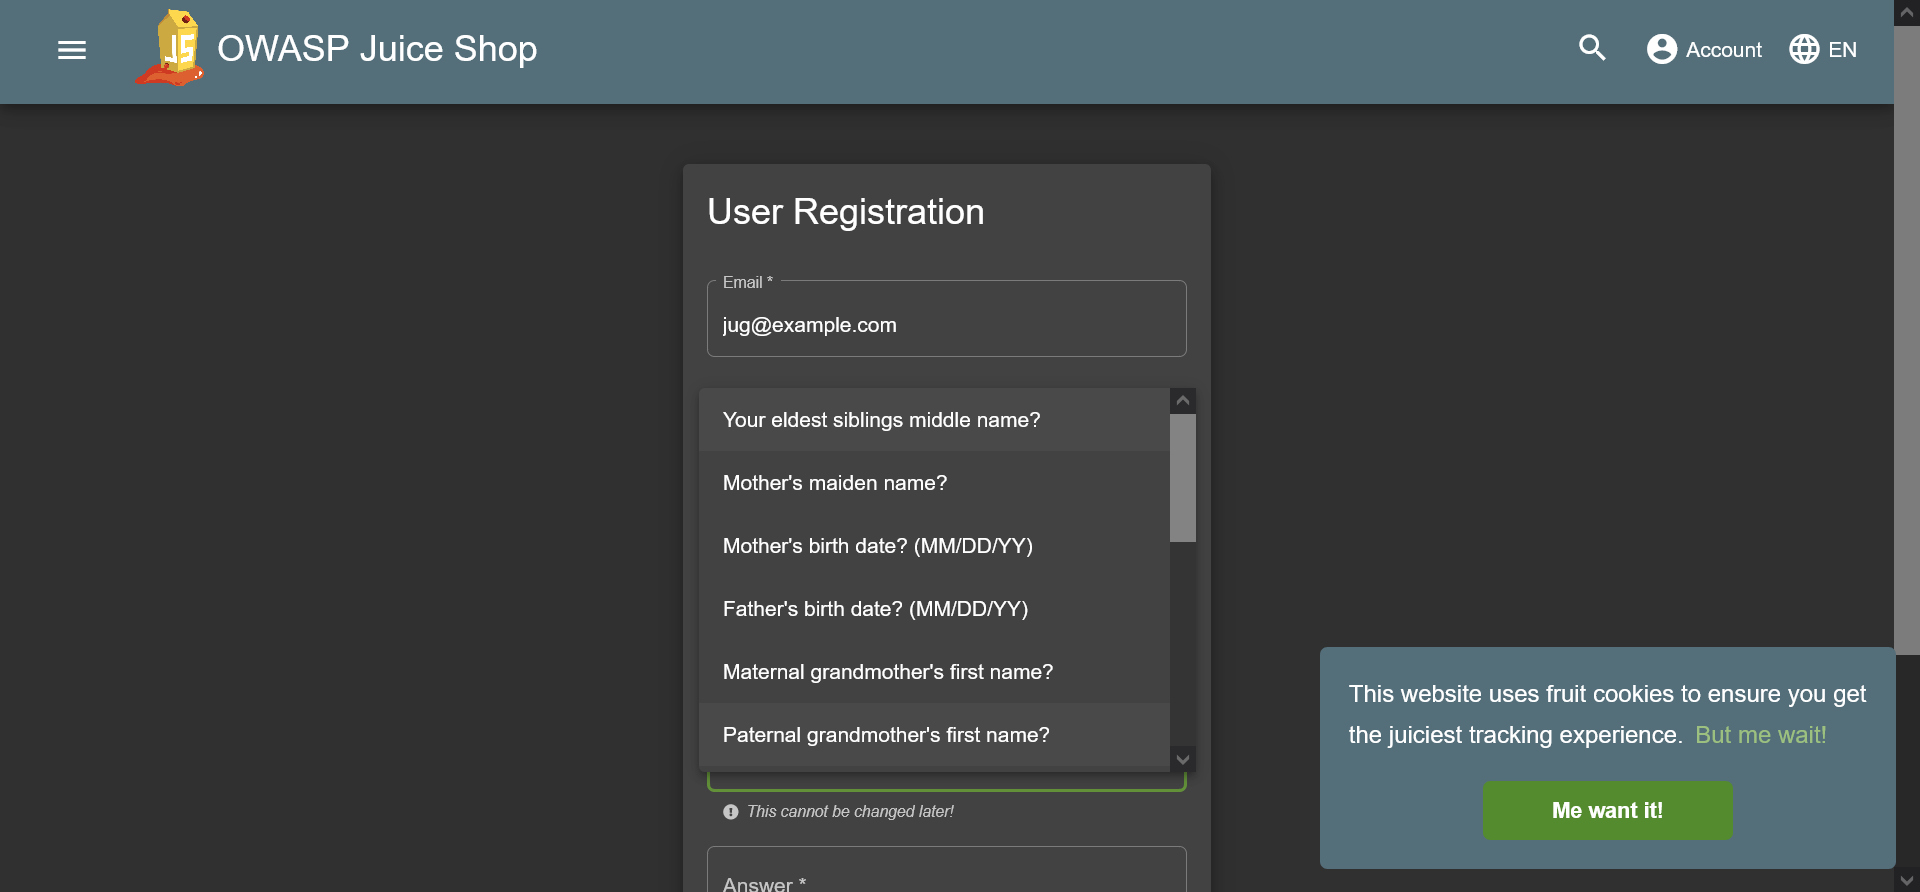 OWASP Juice Shop
Account
EN
User Registration
Email *
jug@example.com
Your eldest siblings middle name?
Mother's maiden name?
Mother's birth date? (MM/DD/YY)
Father's birth date? (MM/DD/YY)
Maternal grandmother's first name?
Paternal grandmother's first name?
This cannot be changed later!
Answer *
This website uses fruit cookies to ensure you get
the juiciest tracking experience. But me wait!
Me want it!